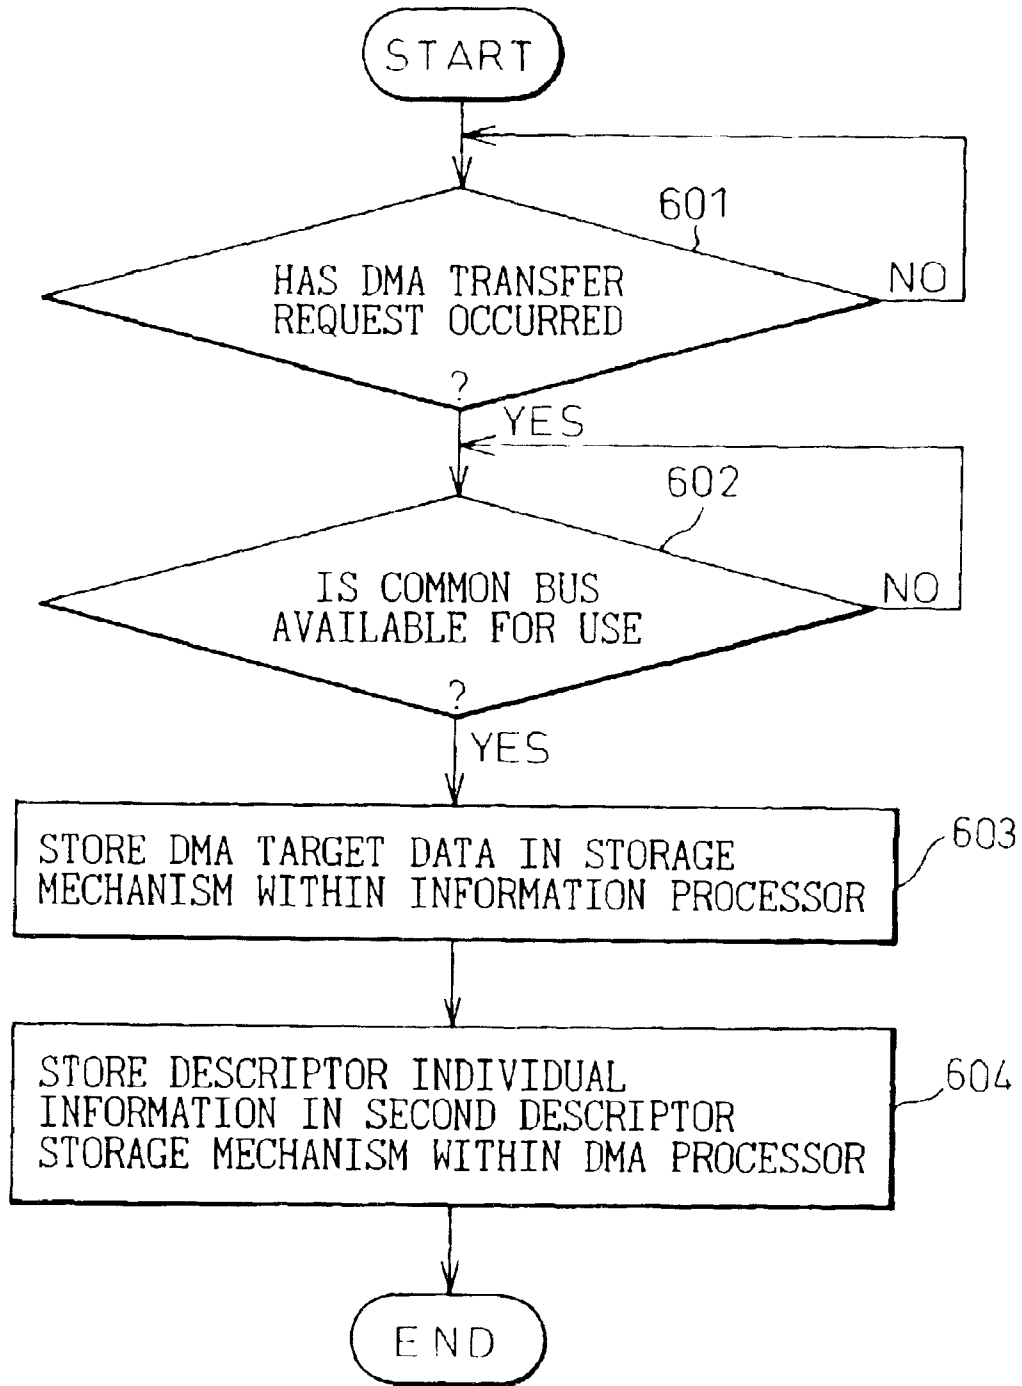 START
601
HAS DMA TRANSFER
REQUEST OCCURRED
?
NO
YES
602
IS COMMON BUS
AVAILABLE FOR USE
?
NO
YES
603
STORE DMA TARGET DATA IN STORAGE
MECHANISM WITHIN INFORMATION PROCESSOR
604
STORE DESCRIPTOR INDIVIDUAL
INFORMATION IN SECOND DESCRIPTOR
STORAGE MECHANISM WITHIN DMA PROCESSOR
END